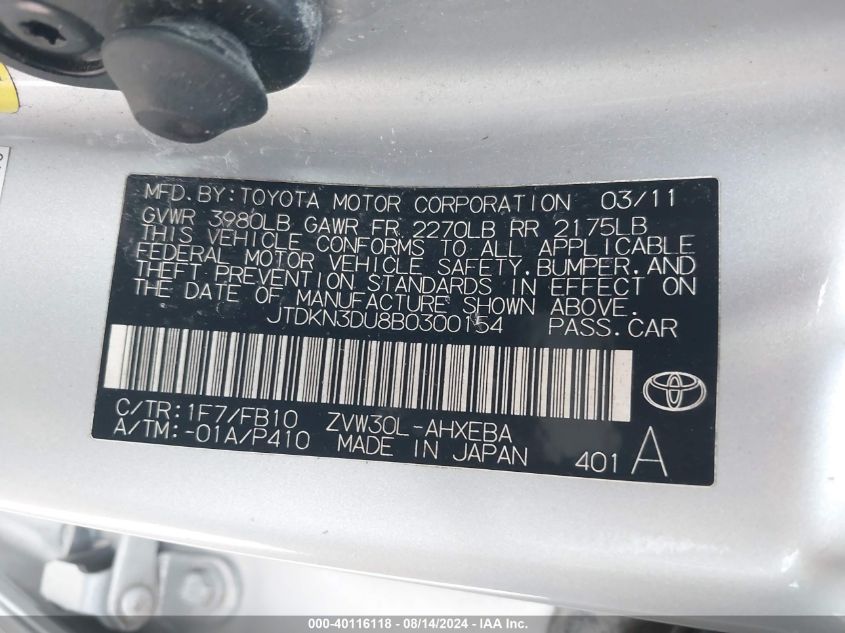 MFD.BY:TOYOTA MOTOR CORPORATION 03/11
GVWR 3980LB GAWR FR 2270LB RR 2175LB
THIS VEHICLE CONFORMS TO ALL APPLICABLE
FEDERAL MOTOR VEHICLE SAFETY,BUMPER,AND
THEFT PREVENTION STANDARDS IN EFFECT ON
THE DATE OF MANUFACTURE SHOWN ABOVE.
JTDKN3DU8B0300154 PASS.CAR
C/TR:1F7/FB10 ZVW30L-AHXEBA
A/TM:-01A/P410 MADE IN JAPAN 401 A
000-40116118 - 08/14/2024 - IAA Inc.